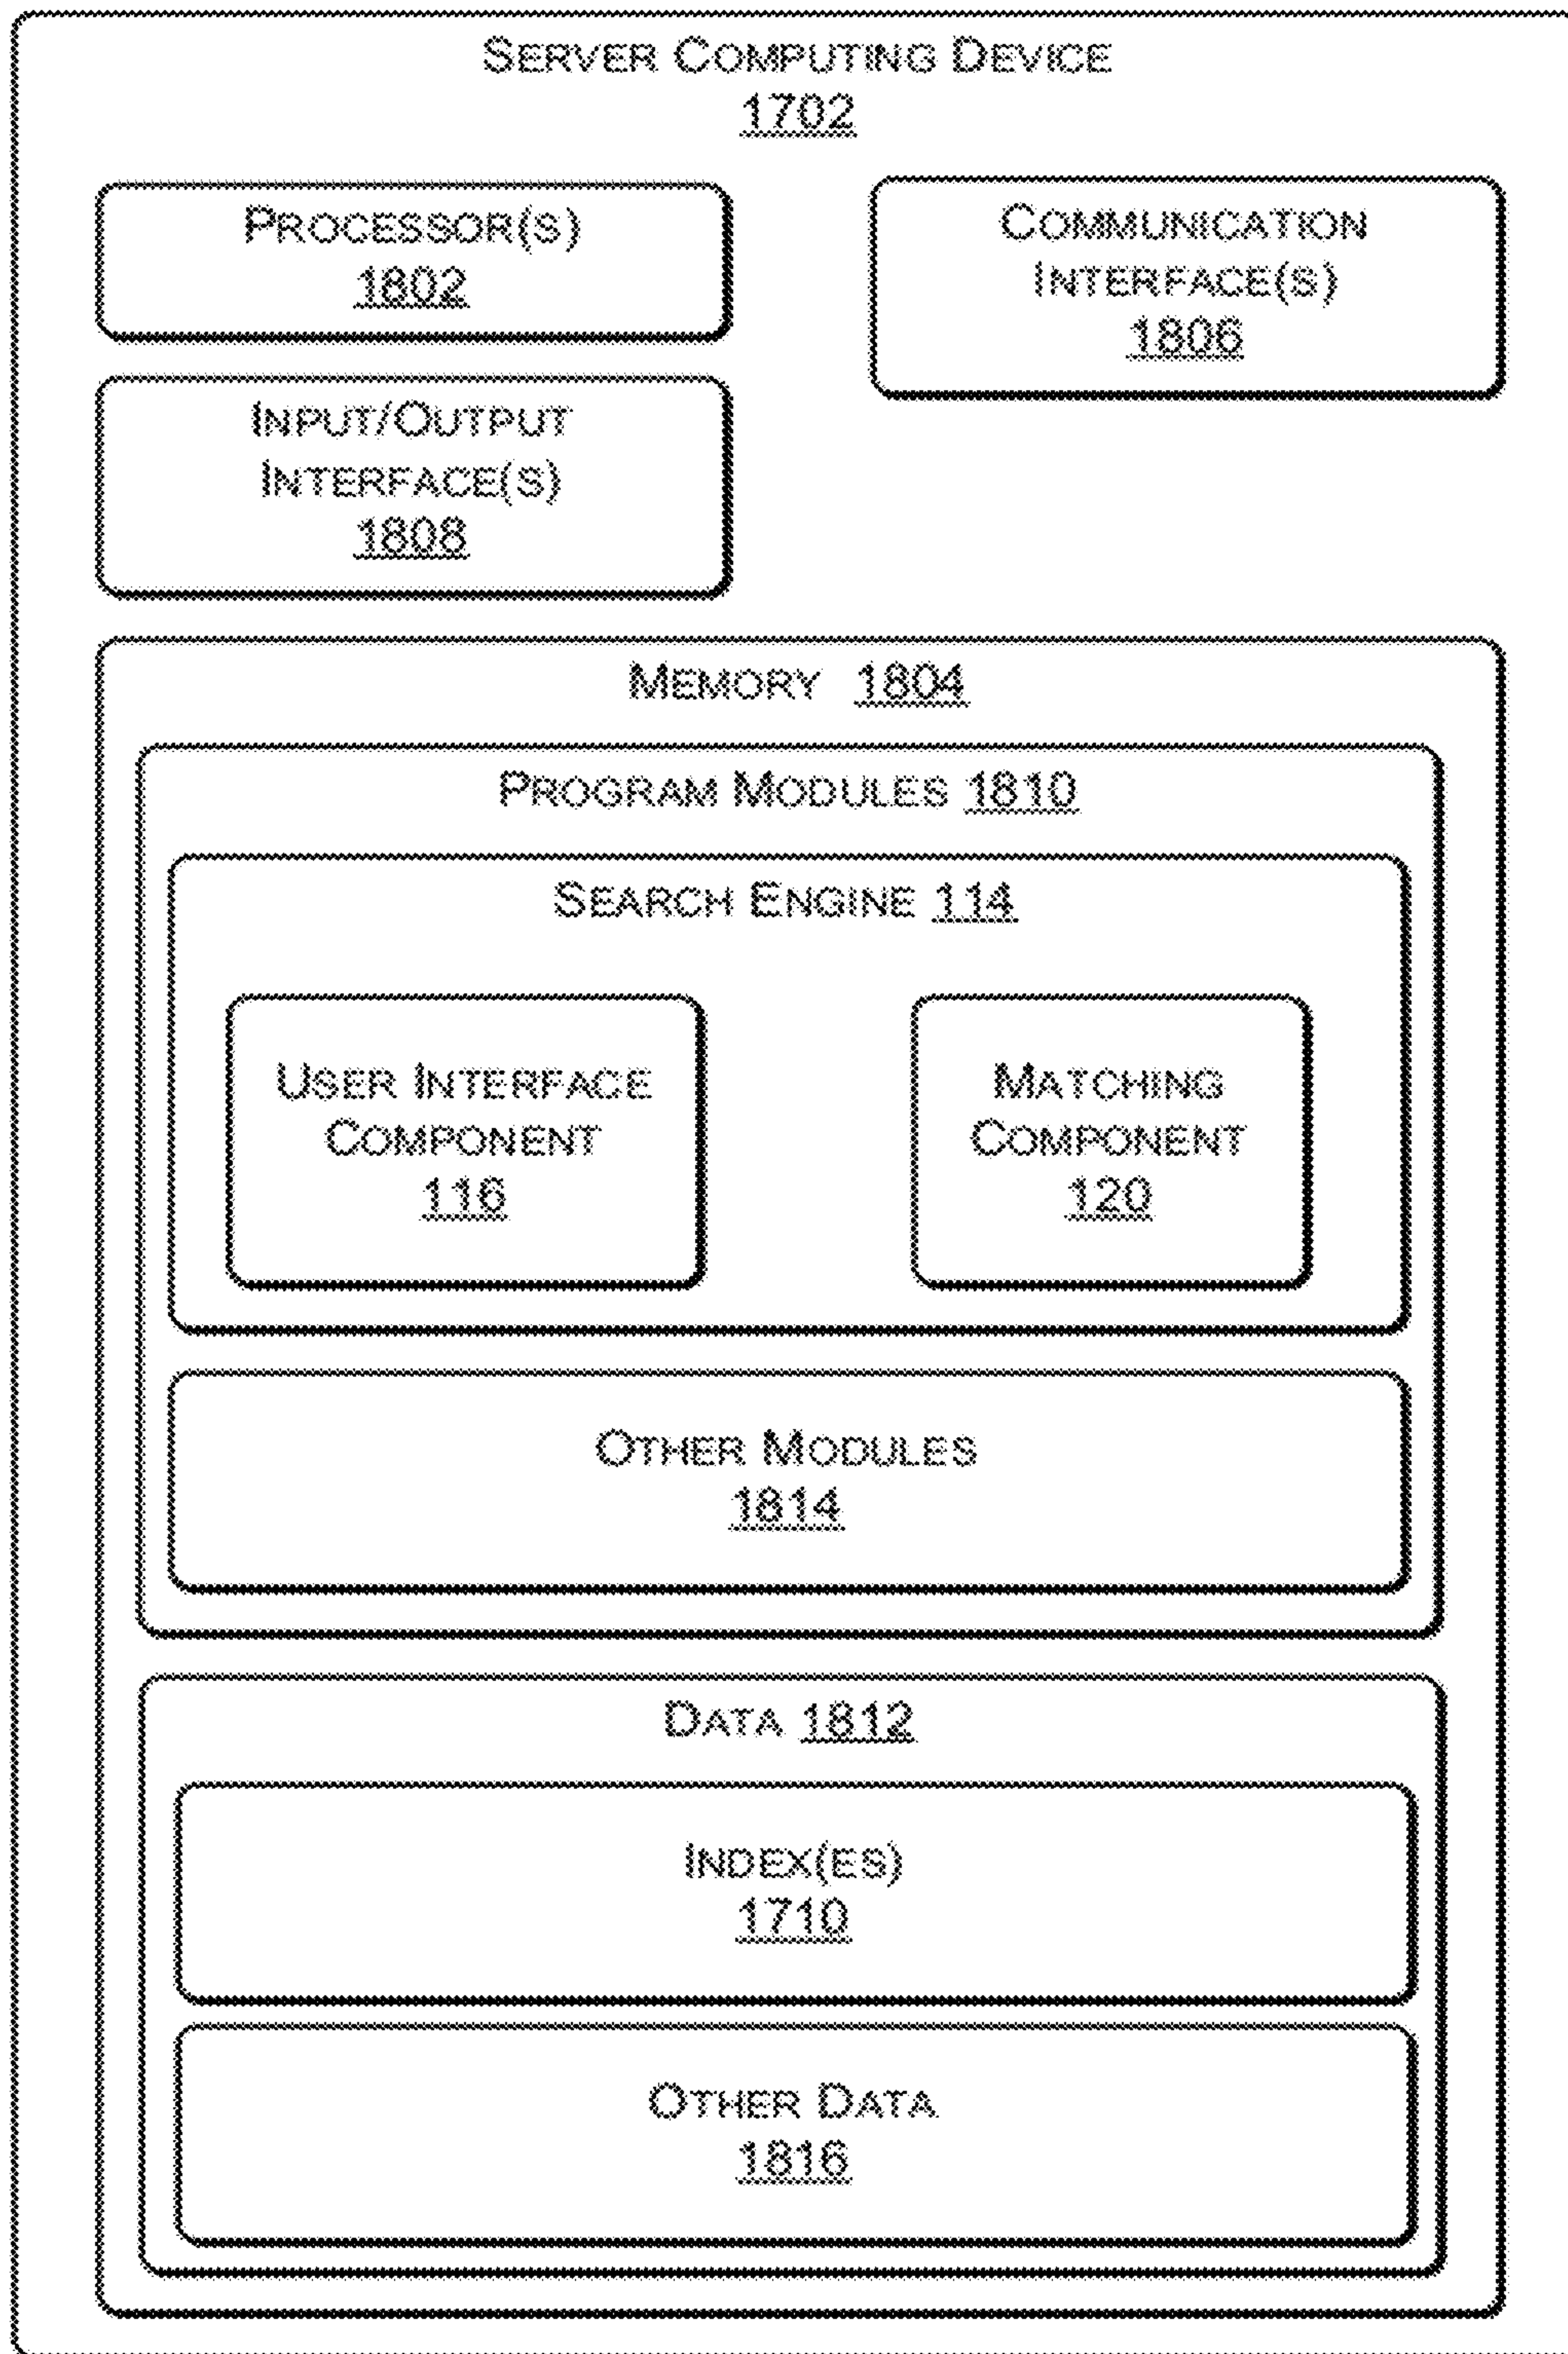 SERVER COMPUTING DEVICE
1702
PROCESSOR(S)
1802
COMMUNICATION
INTERFACE(S)
1806
INPUT/OUTPUT
INTERFACE(S)
1808
MEMORY 1804
PROGRAM MODULES 1810
SEARCH ENGINE 114
USER INTERFACE
COMPONENT
116
MATCHING
COMPONENT
120
OTHER MODULES
1814
DATA 1812
INDEX(ES)
1710
OTHER DATA
1816